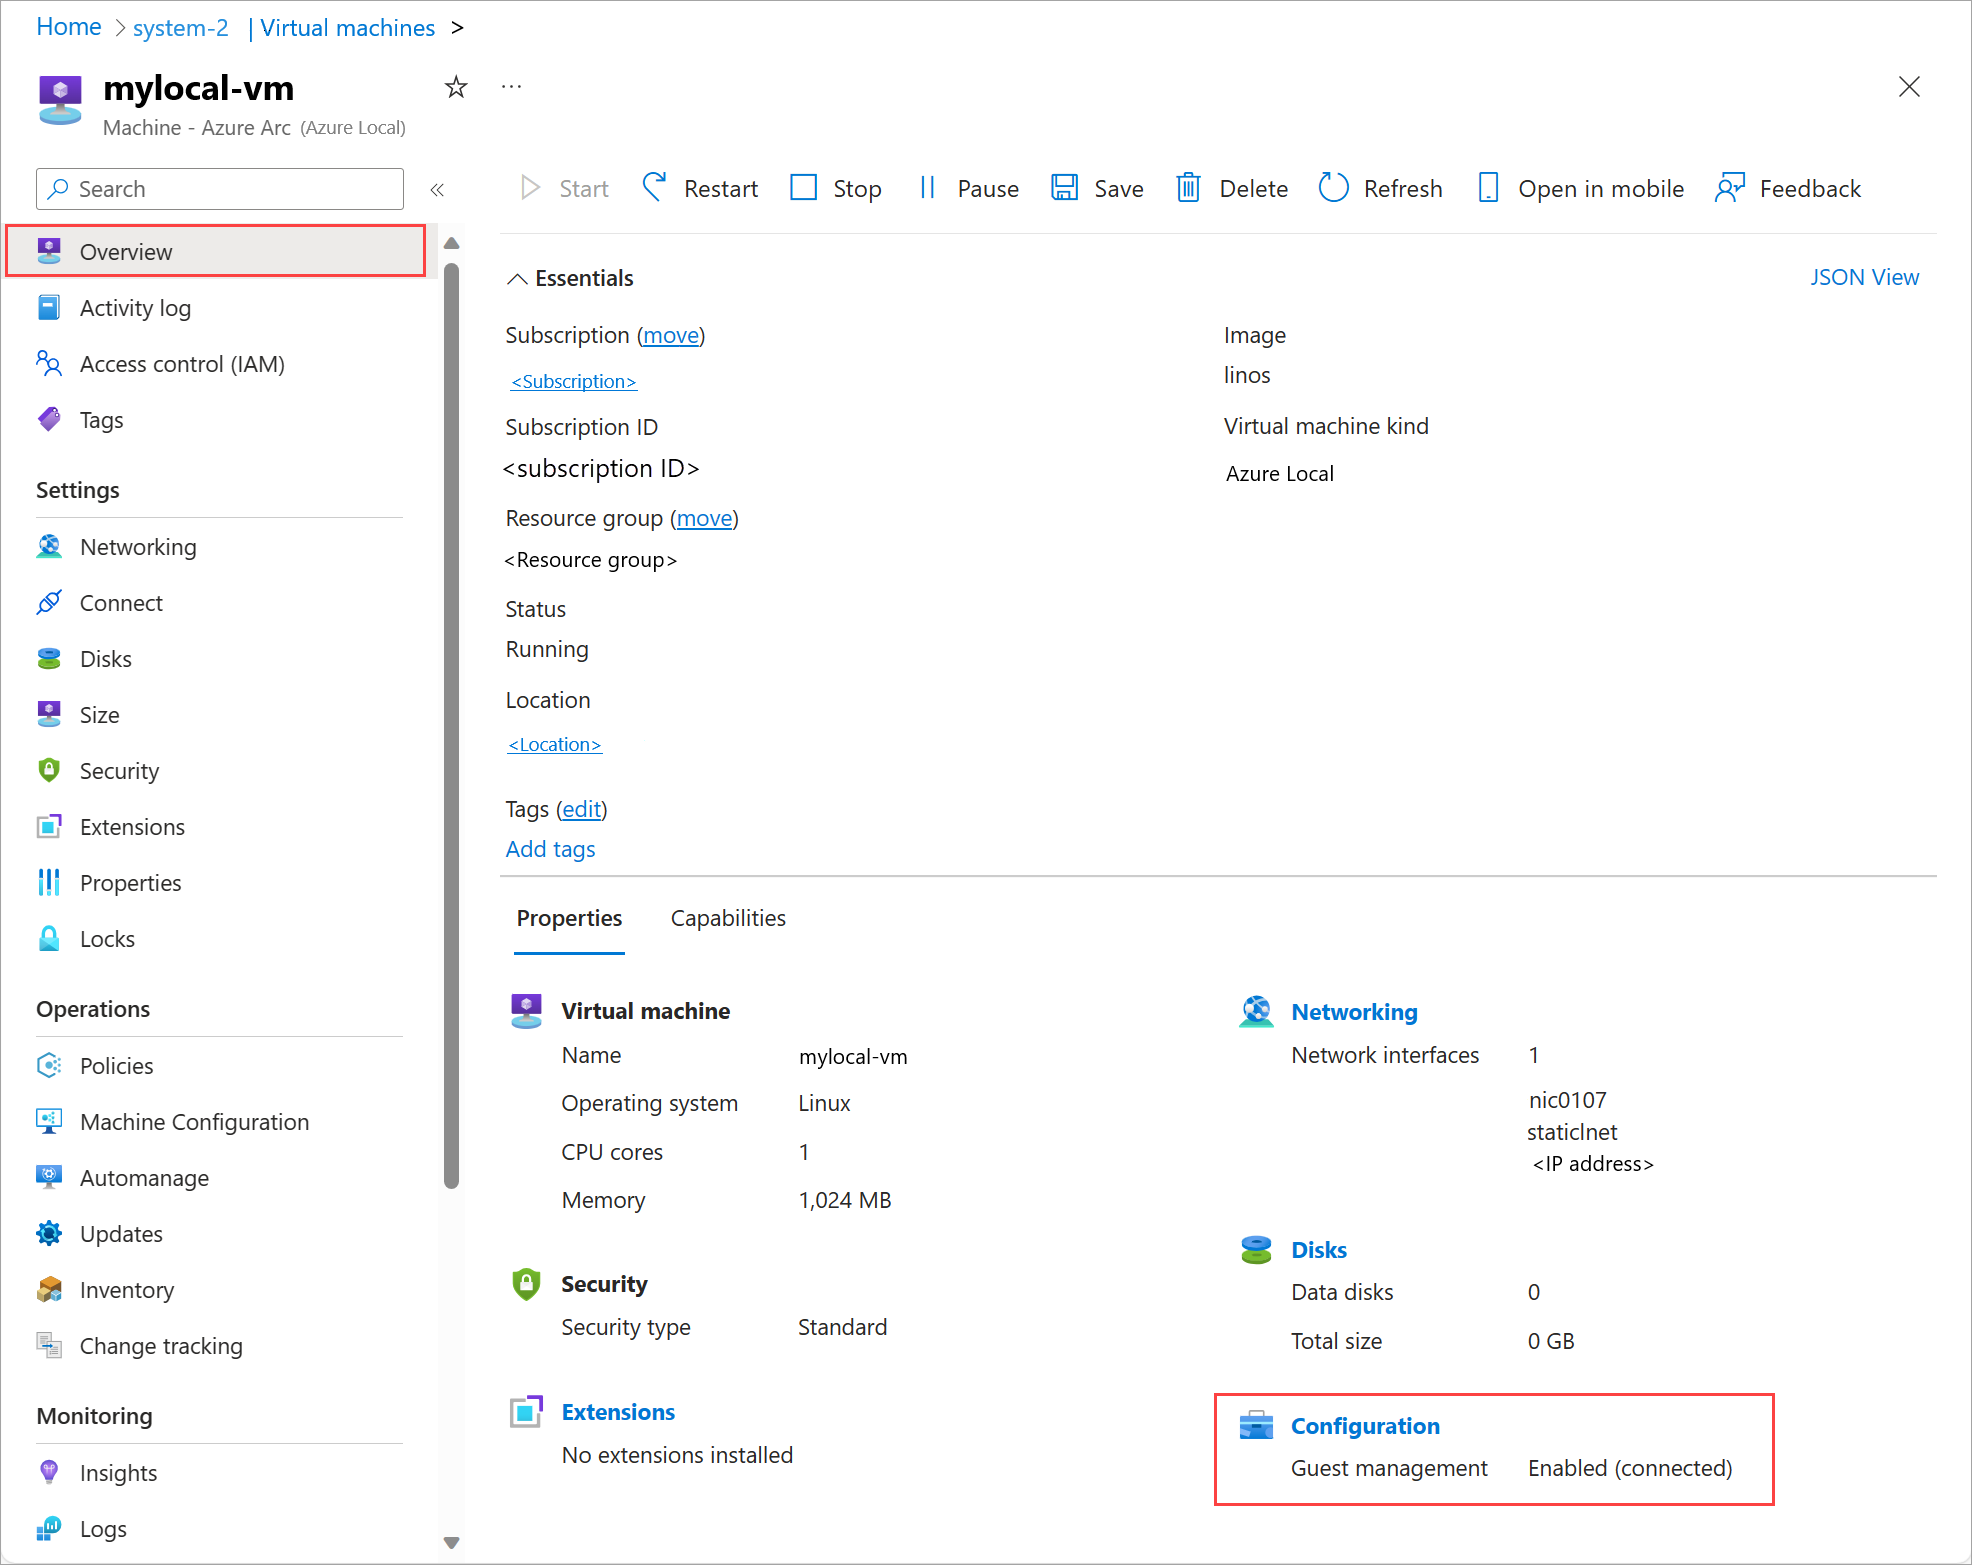 Home > system-2 | Virtual machines >
mylocal-vm
Machine - Azure Arc (Azure Local)
Search
«
Start
Restart
Stop
Pause
Save
Delete
Refresh
Open in mobile
Feedback
Overview
Activity log
Access control (IAM)
Tags
Settings
Networking
Connect
Disks
Size
Security
Extensions
Properties
Locks
Operations
Policies
Machine Configuration
Automanage
Updates
Inventory
Change tracking
Monitoring
Insights
Logs
Essentials
JSON View
Subscription (move)
<Subscription>
Subscription ID
<subscription ID>
Resource group (move)
<Resource group>
Status
Running
Location
<Location>
Tags (edit)
Add tags
Image
linos
Virtual machine kind
Azure Local
Properties
Capabilities
Virtual machine
Name mylocal-vm
Operating system Linux
CPU cores 1
Memory 1,024 MB
Security
Security type Standard
Extensions
No extensions installed
Networking
Network interfaces 1
nic0107
staticlnet
<IP address>
Disks
Data disks 0
Total size 0 GB
Configuration
Guest management Enabled (connected)